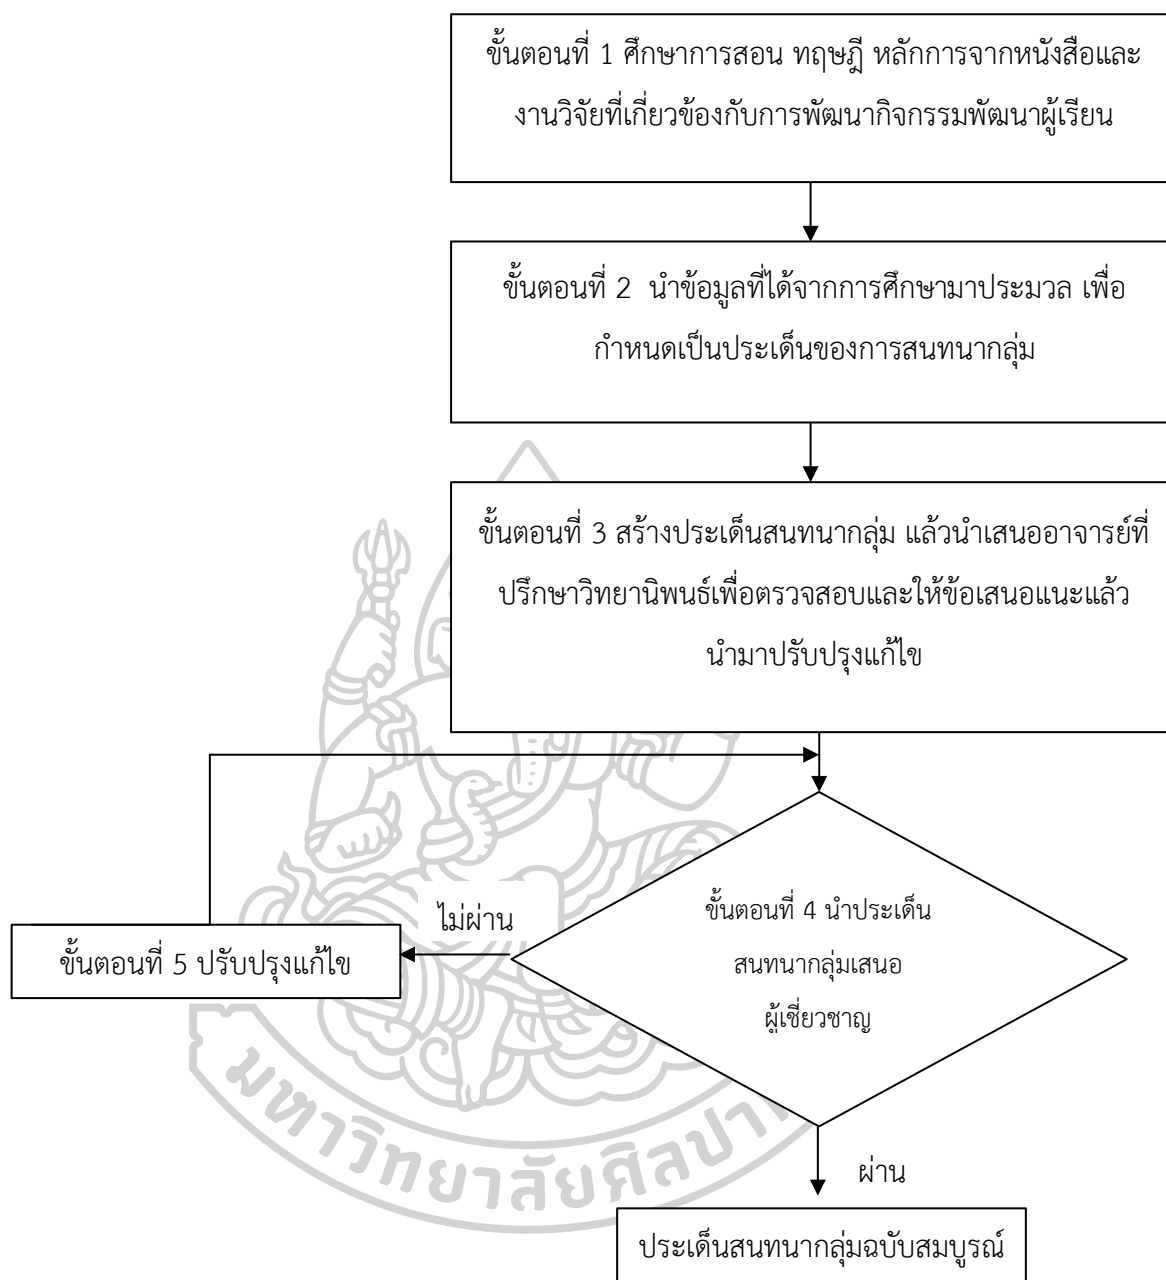 ขั้นตอนที่ 1 ศึกษาการสอน ทฤษฎี หลักการจากหนังสือและ
งานวิจัยที่เกี่ยวข้องกับการพัฒนากิจกรรมพัฒนาผู้เรียน
ขั้นตอนที่ 2 นำข้อมูลที่ได้จากการศึกษามาประมวล เพื่อ
กำหนดเป็นประเด็นของการสนทนากลุ่ม
ขั้นตอนที่ 3 สร้างประเด็นสนทนากลุ่ม แล้วนำเสนออาจารย์ที่
ปรึกษาวิทยานิพนธ์เพื่อตรวจสอบและให้ข้อเสนอแนะแล้ว
นำมาปรับปรุงแก้ไข
ขั้นตอนที่ 4 นำประเด็น
สนทนากลุ่มเสนอ
ผู้เชี่ยวชาญ
ไม่ผ่าน
ขั้นตอนที่ 5 ปรับปรุงแก้ไข
ผ่าน
ประเด็นสนทนากลุ่มฉบับสมบูรณ์
มหาวิทยาลัยศิลปา